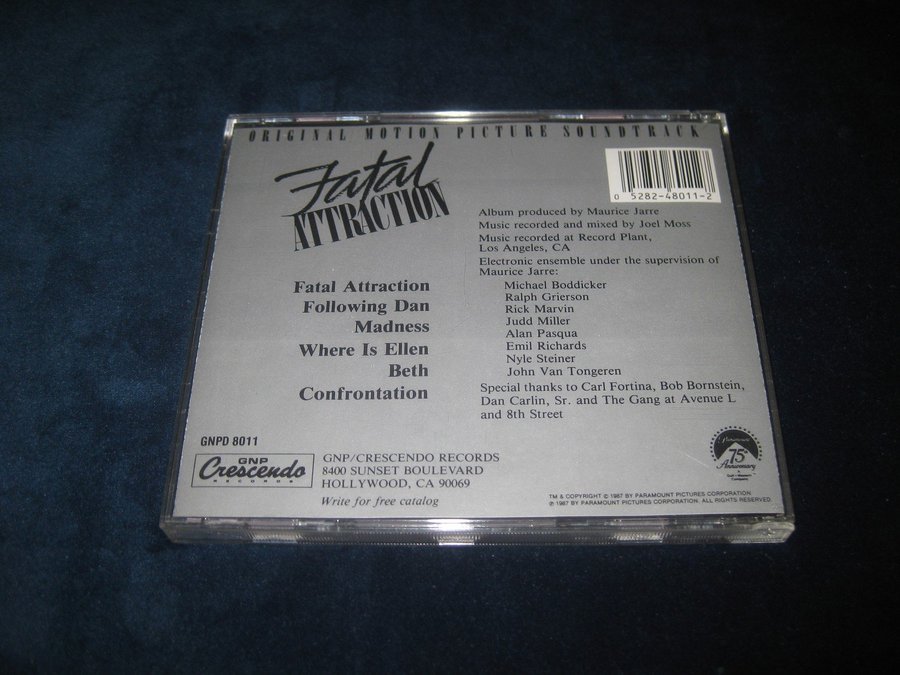 ORIGINAL MOTION PICTURE SOUNDTRACK
Fatal
ATTRACTION
0 5282-48011-2
Album produced by Maurice Jarre
Music recorded and mixed by Joel Moss
Music recorded at Record Plant,
Los Angeles, CA
Electronic ensemble under the supervision of
Maurice Jarre:
Michael Boddicker
Ralph Grierson
Rick Marvin
Judd Miller
Alan Pasqua
Emil Richards
Nyle Steiner
John Van Tongeren
Special thanks to Carl Fortina, Bob Bornstein,
Dan Carlin, Sr. and The Gang at Avenue L
and 8th Street
Fatal Attraction
Following Dan
Madness
Where Is Ellen
Beth
Confrontation
GNPD 8011
GNP
Crescendo
RECORDS
GNP/CRESCENDO RECORDS
8400 SUNSET BOULEVARD
HOLLYWOOD, CA 90069
Write for free catalog
Paramount
75th
Anniversary
Gulf + Western
Company
TM & COPYRIGHT © 1987 BY PARAMOUNT PICTURES CORPORATION
℗ 1987 BY PARAMOUNT PICTURES CORPORATION. ALL RIGHTS RESERVED.